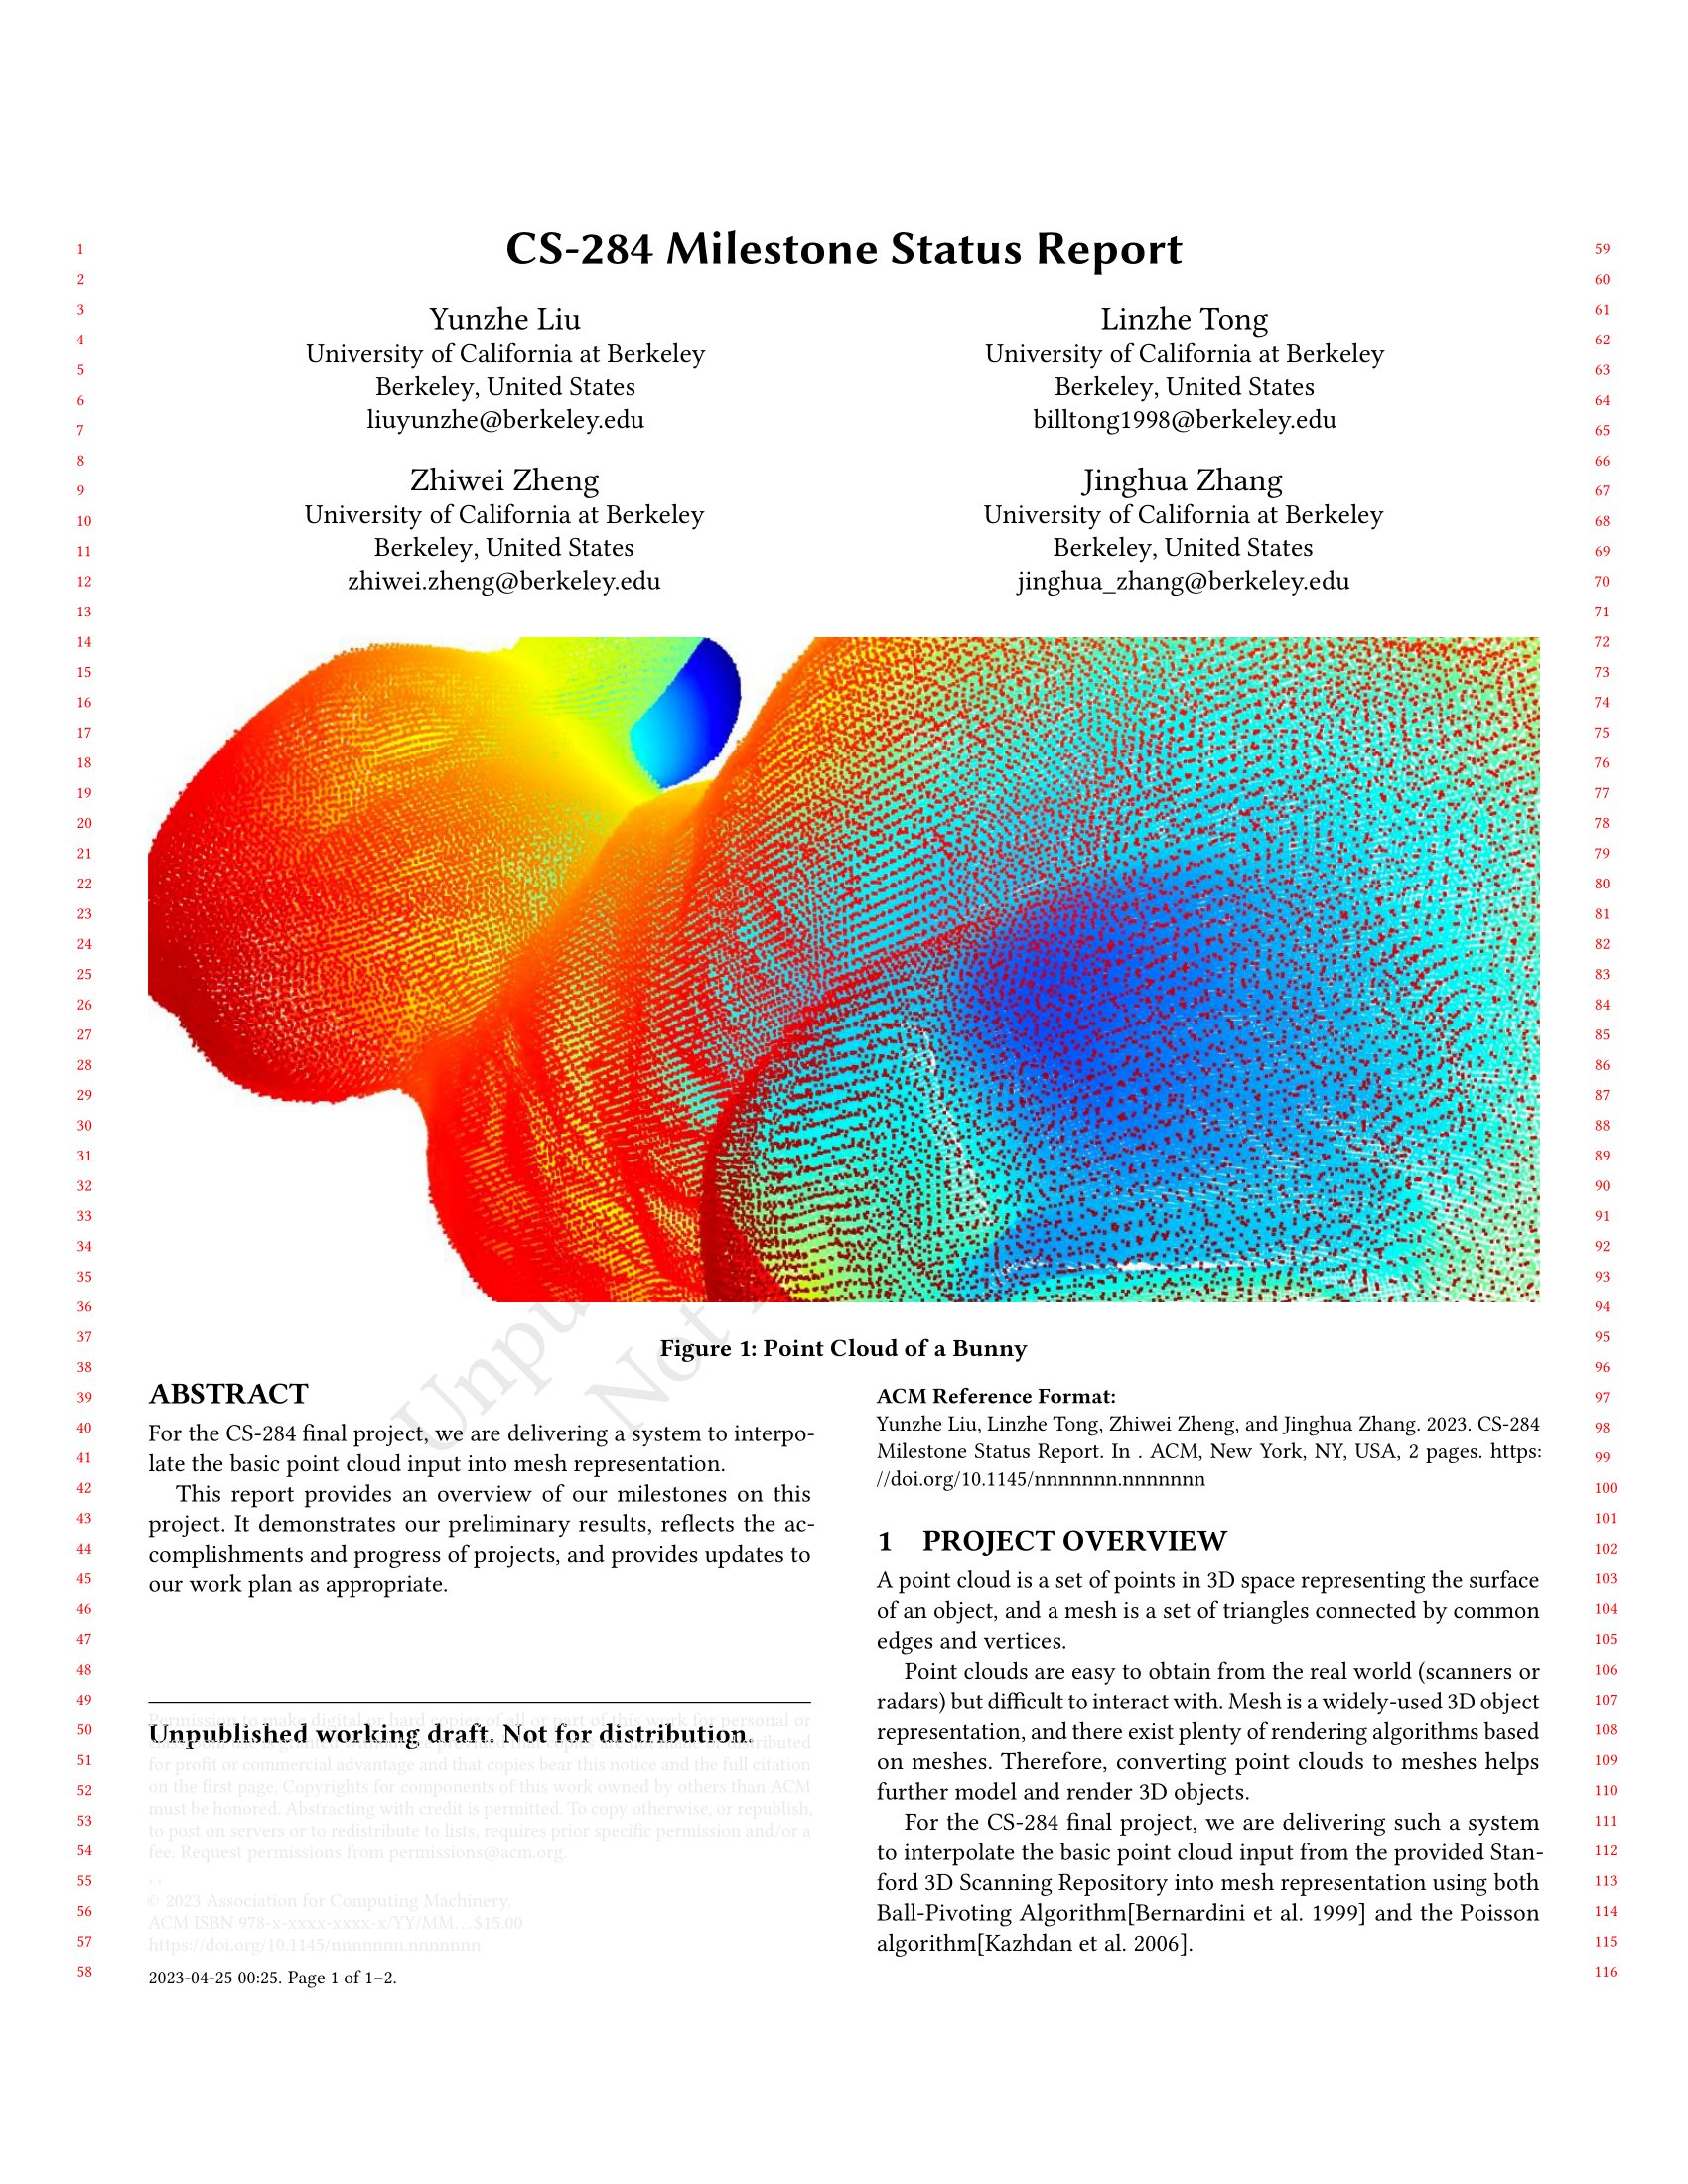 CS-284 Milestone Status Report
Yunzhe Liu
University of California at Berkeley
Berkeley, United States
liuyunzhe@berkeley.edu
Linzhe Tong
University of California at Berkeley
Berkeley, United States
billtong1998@berkeley.edu
Zhiwei Zheng
University of California at Berkeley
Berkeley, United States
zhiwei.zheng@berkeley.edu
Jinghua Zhang
University of California at Berkeley
Berkeley, United States
jinghua_zhang@berkeley.edu
Figure 1: Point Cloud of a Bunny
ABSTRACT
For the CS-284 final project, we are delivering a system to interpo-
late the basic point cloud input into mesh representation.
This report provides an overview of our milestones on this
project. It demonstrates our preliminary results, reflects the ac-
complishments and progress of projects, and provides updates to
our work plan as appropriate.
Unpublished working draft. Not for distribution.
Permission to make digital or hard copies of all or part of this work for personal or
for profit or commercial advantage and that copies bear this notice and the full citation
on the first page. Copyrights for components of this work owned by others than ACM
must be honored. Abstracting with credit is permitted. To copy otherwise, or republish,
to post on servers or to redistribute to lists, requires prior specific permission and/or a
fee. Request permissions from permissions@acm.org.
, ,
© 2023 Association for Computing Machinery.
ACM ISBN 978-x-xxxx-xxxx-x/YY/MM...$15.00
https://doi.org/10.1145/nnnnnnn.nnnnnnn
2023-04-25 00:25. Page 1 of 1–2.
ACM Reference Format:
Yunzhe Liu, Linzhe Tong, Zhiwei Zheng, and Jinghua Zhang. 2023. CS-284
Milestone Status Report. In . ACM, New York, NY, USA, 2 pages. https:
//doi.org/10.1145/nnnnnnn.nnnnnnn
1 PROJECT OVERVIEW
A point cloud is a set of points in 3D space representing the surface
of an object, and a mesh is a set of triangles connected by common
edges and vertices.
Point clouds are easy to obtain from the real world (scanners or
radars) but difficult to interact with. Mesh is a widely-used 3D object
representation, and there exist plenty of rendering algorithms based
on meshes. Therefore, converting point clouds to meshes helps
further model and render 3D objects.
For the CS-284 final project, we are delivering such a system
to interpolate the basic point cloud input from the provided Stan-
ford 3D Scanning Repository into mesh representation using both
Ball-Pivoting Algorithm[Bernardini et al. 1999] and the Poisson
algorithm[Kazhdan et al. 2006].